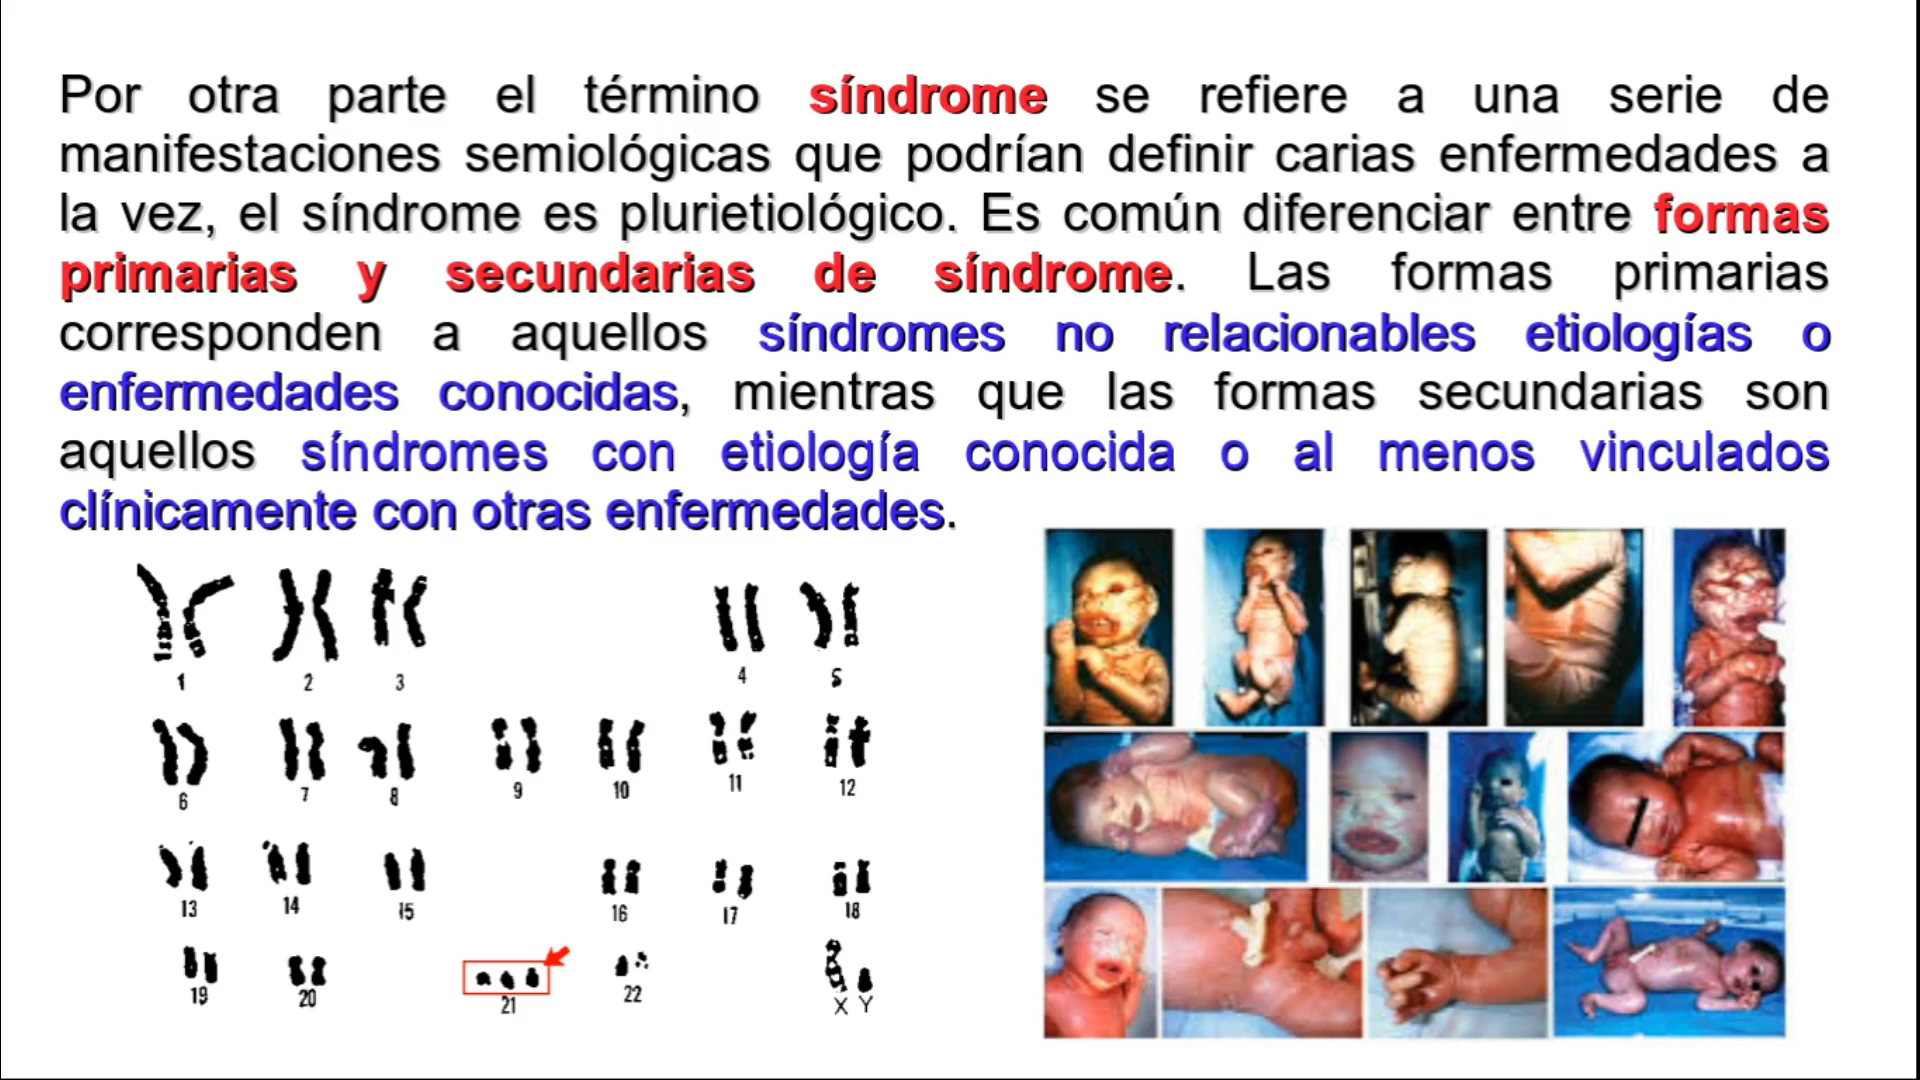 Por otra parte el término síndrome se refiere a una serie de
manifestaciones semiológicas que podrían definir carias enfermedades a
la vez, el síndrome es plurietiológico. Es común diferenciar entre formas
primarias y secundarias de síndrome. Las formas primarias
corresponden a aquellos síndromes no relacionables etiologías o
enfermedades conocidas, mientras que las formas secundarias son
aquellos síndromes con etiología conocida o al menos vinculados
clínicamente con otras enfermedades.
1 2 3 4 5
6 7 8 9 10 11 12
13 14 15 16 17 18
19 20 21 22 X Y